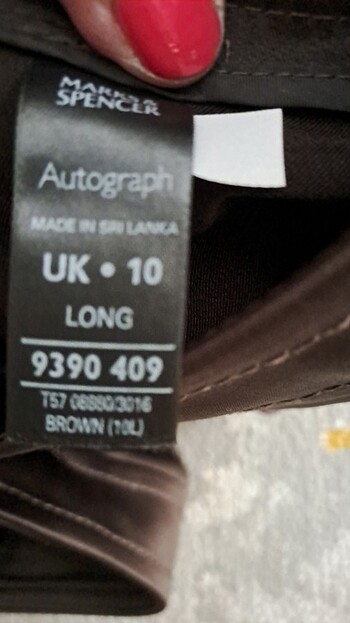 MARKS &
SPENCER
Autograph
MADE IN SRI LANKA
UK • 10
LONG
9390 409
T57 08880/3016
BROWN (10L)